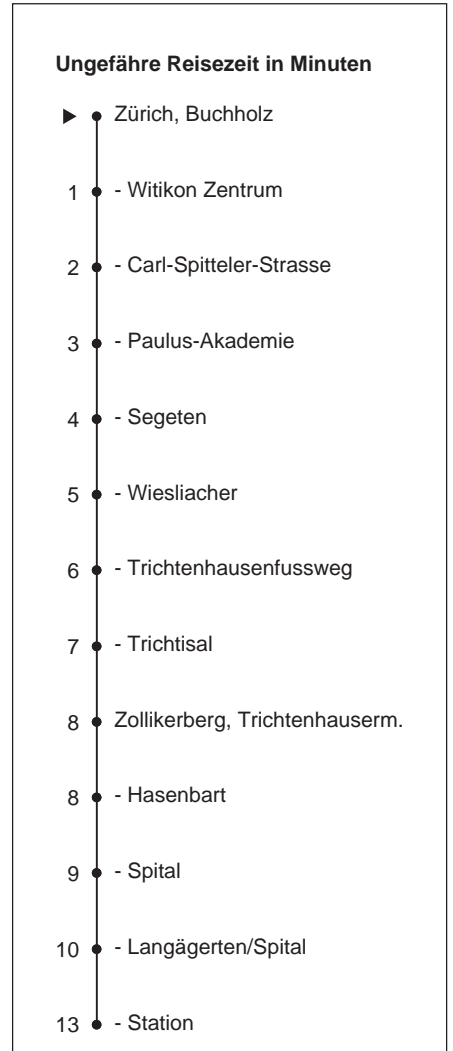 Ungefähre Reisezeit in Minuten
Zürich, Buchholz
1 - Witikon Zentrum
2 - Carl-Spitteler-Strasse
3 - Paulus-Akademie
4 - Segeten
5 - Wiesliacher
6 - Trichtenhausenfussweg
7 - Trichtisal
8 Zollikerberg, Trichtenhauserm.
8 - Hasenbart
9 - Spital
10 - Langägerten/Spital
13 - Station